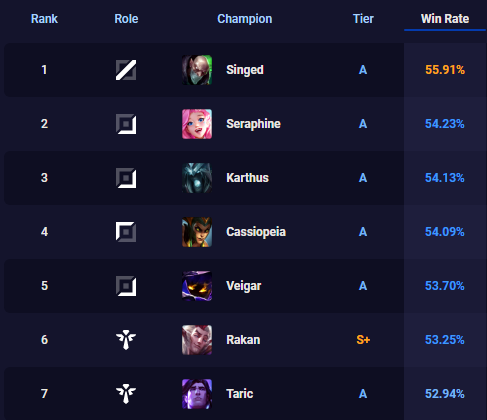 Rank Role Champion Tier Win Rate
1 Singed A 55.91%
2 Seraphine A 54.23%
3 Karthus A 54.13%
4 Cassiopeia A 54.09%
5 Veigar A 53.70%
6 Rakan S+ 53.25%
7 Taric A 52.94%